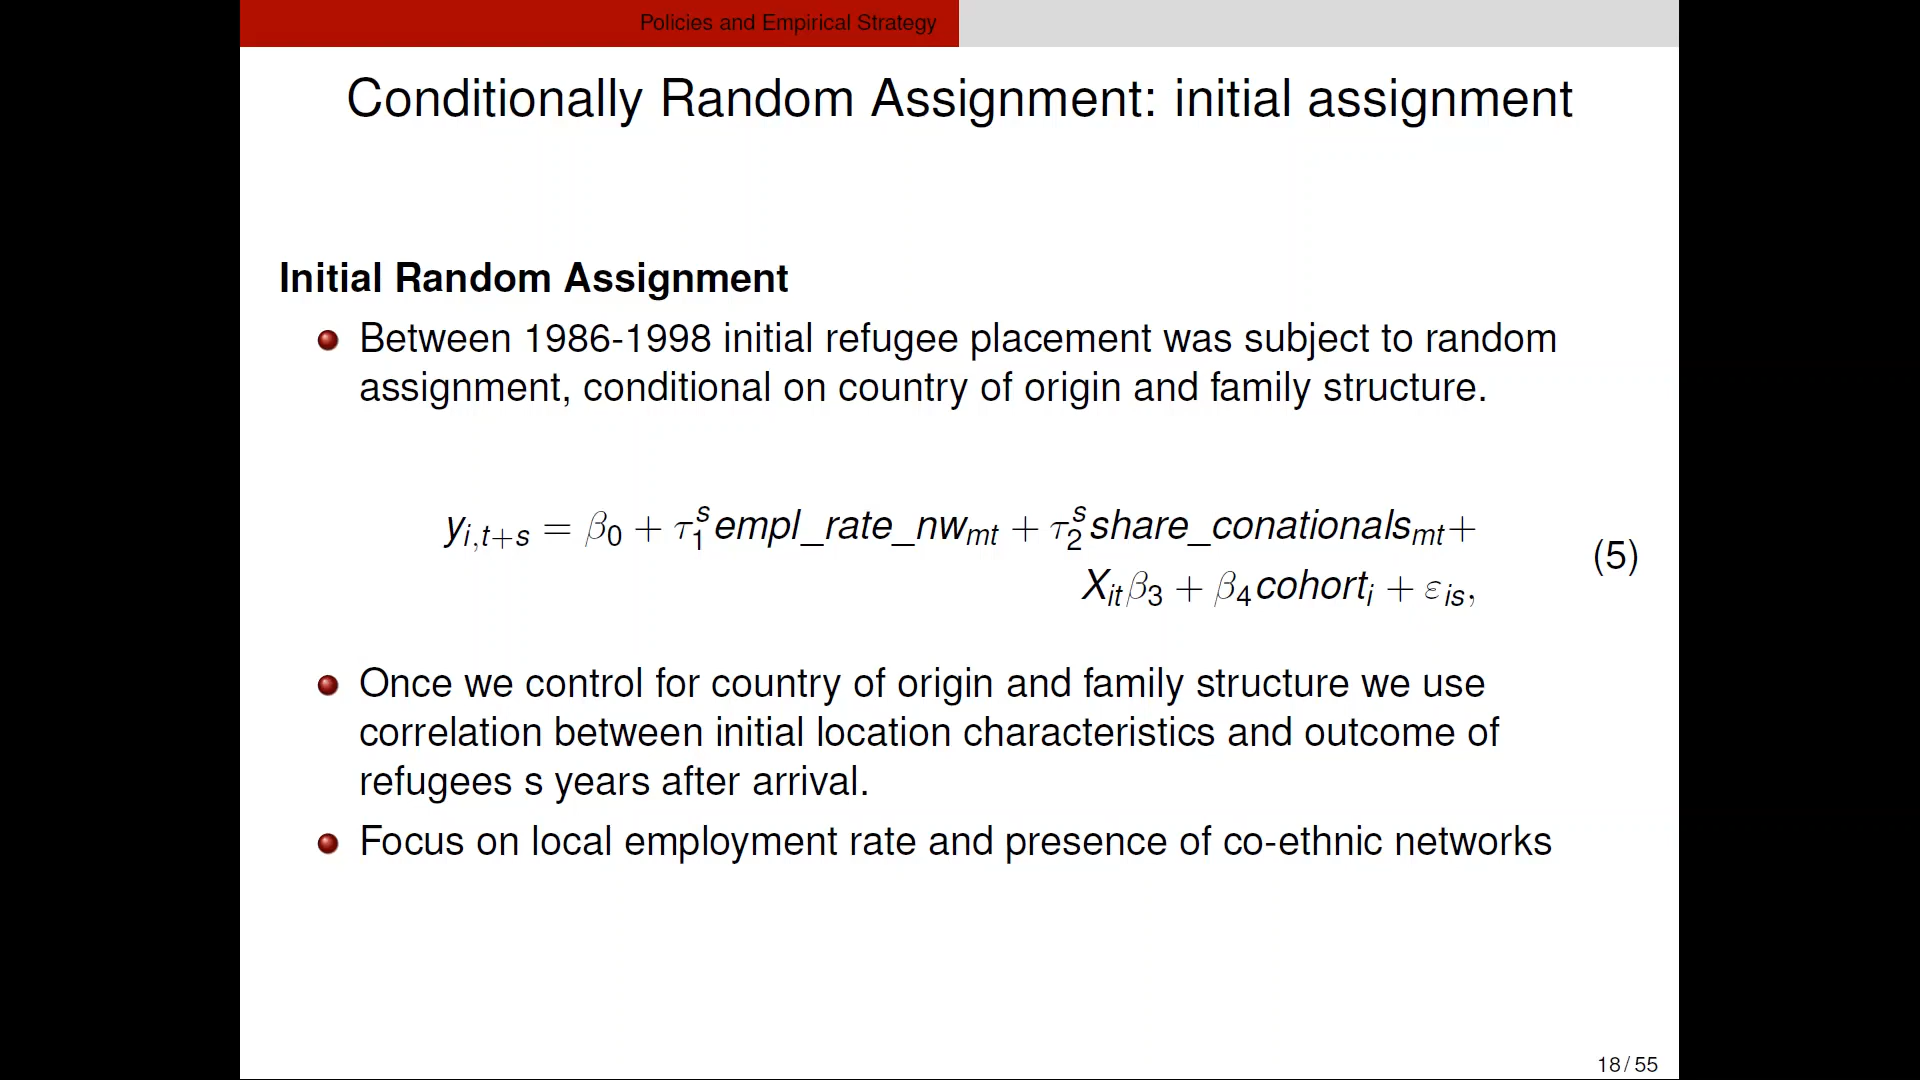 Policies and Empirical Strategy
Conditionally Random Assignment: initial assignment
Initial Random Assignment
Between 1986-1998 initial refugee placement was subject to random
assignment, conditional on country of origin and family structure.
y_{i,t+s} = β_0 + τ_1^s empl_rate_nw_{mt} + τ_2^s share_conationals_{mt} +
X_{it}β_3 + β_4 cohort_i + ε_{is},
(5)
Once we control for country of origin and family structure we use
correlation between initial location characteristics and outcome of
refugees s years after arrival.
Focus on local employment rate and presence of co-ethnic networks
18 / 55